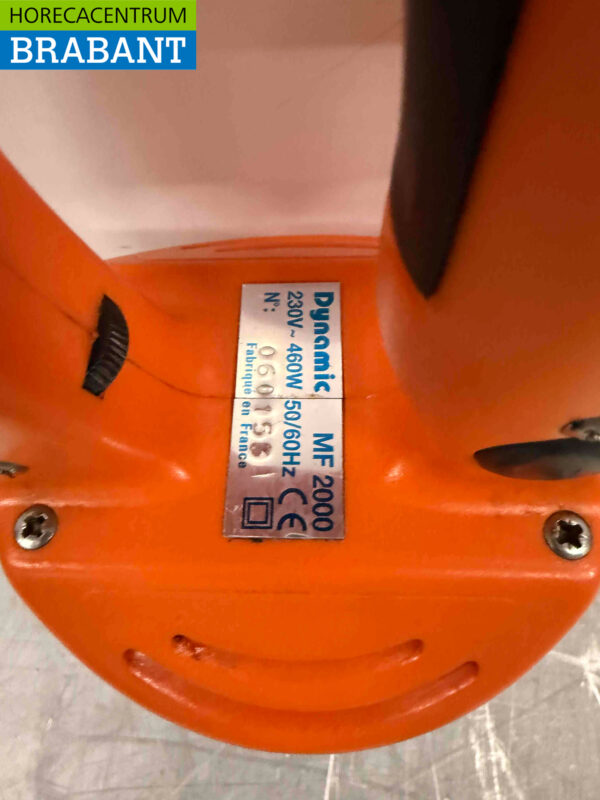 HORECACENTRUM
BRABANT
Dynamic MF 2000
230V~ 460W 50/60Hz CE
N°:
Fabriqué en France